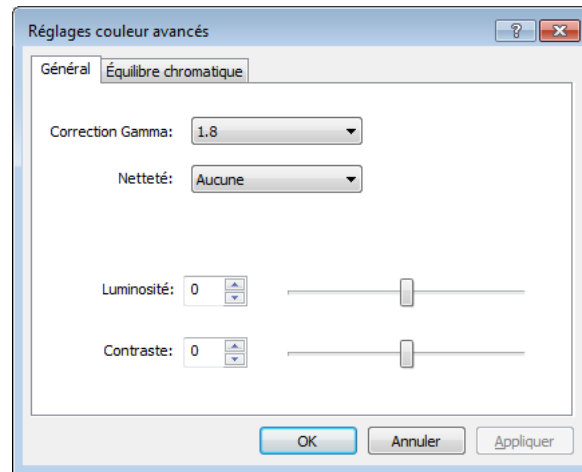 Réglages couleur avancés
Général Équilibre chromatique
Correction Gamma: 1.8
Netteté: Aucune
Luminosité: 0
Contraste: 0
OK Annuler Appliquer